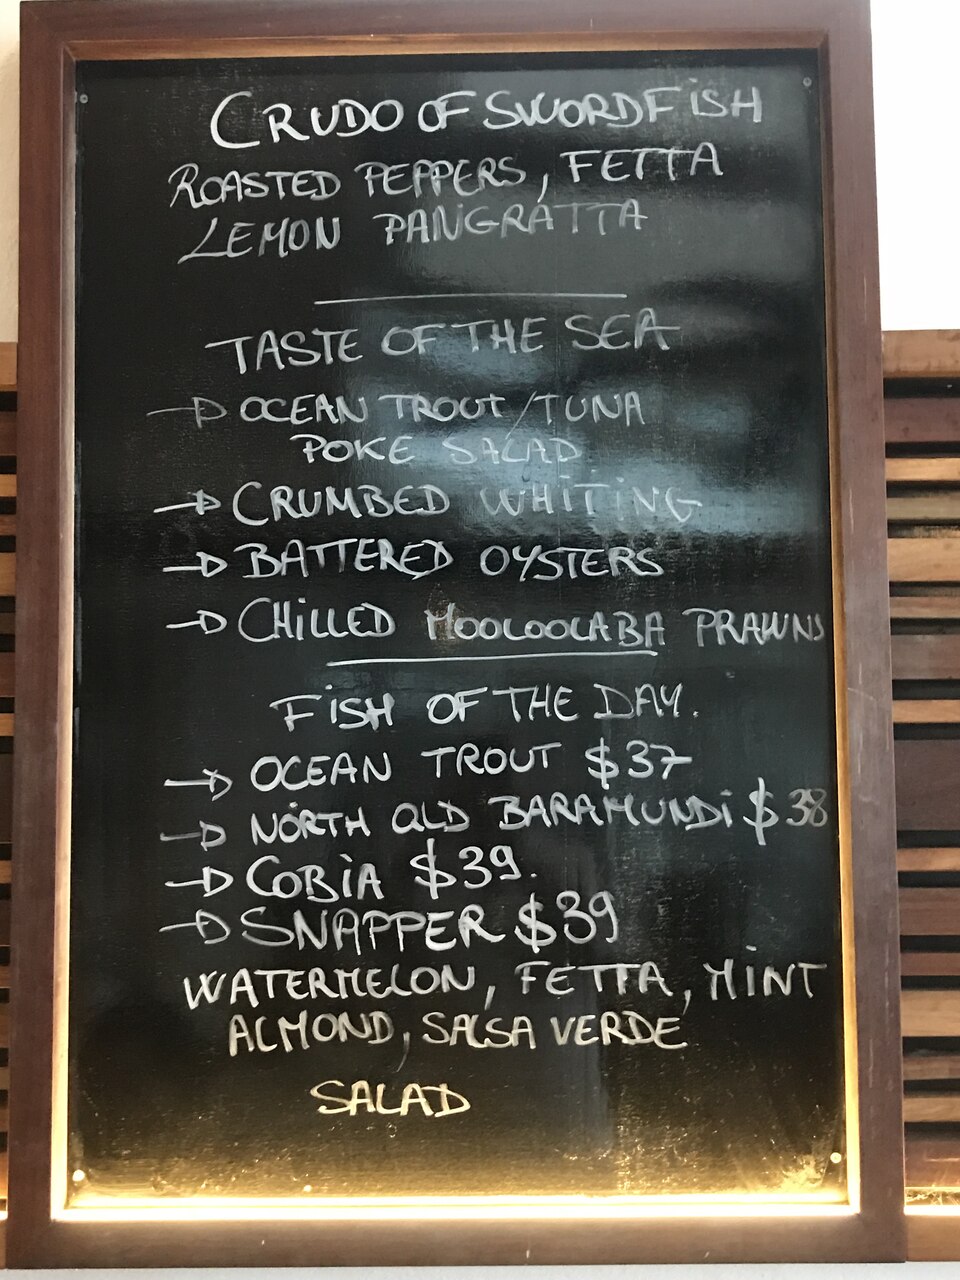 CRUDO OF SWORDFISH
ROASTED PEPPERS, FETTA
LEMON PANGRATTA
TASTE OF THE SEA
OCEAN TROUT/TUNA
POKE SALAD
CRUMBED WHITING
BATTERED OYSTERS
CHILLED MOOLOOLABA PRAWNS
FISH OF THE DAY.
OCEAN TROUT $37
NORTH QLD BARAMUNDI $38
COBIA $39.
SNAPPER $39
WATERMELON, FETTA, MINT
ALMOND, SALSA VERDE
SALAD